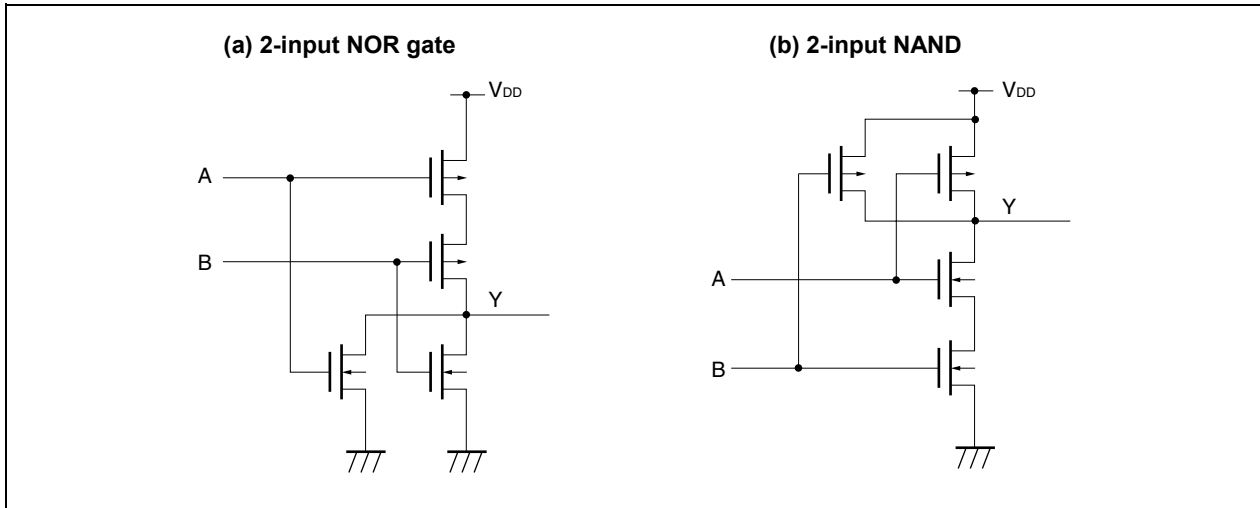 (a) 2-input NOR gate
VDD
A
B
Y
(b) 2-input NAND
VDD
Y
A
B